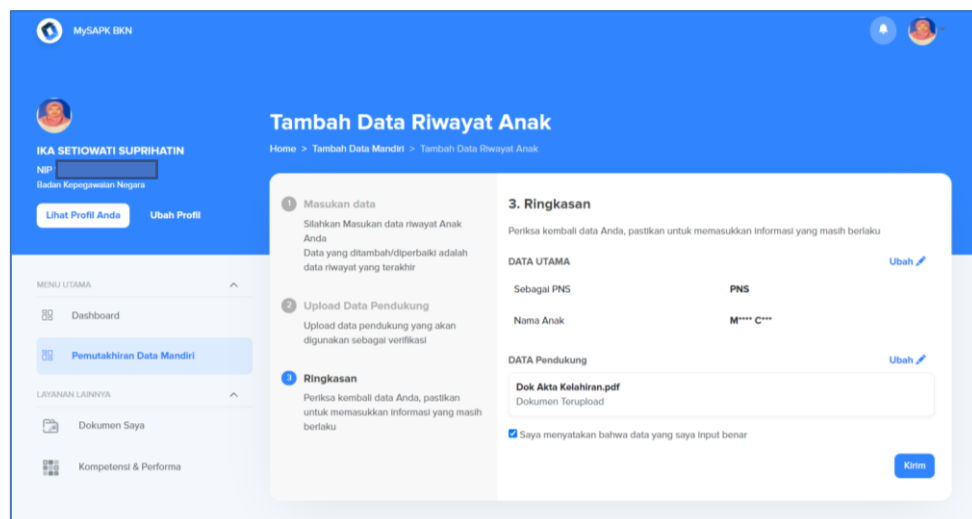 MySAPK BKN
IKA SETIOWATI SUPRIHATIN
NIP
Badan Kepegawaian Negara
Lihat Profil Anda
Ubah Profil
MENU UTAMA
Dashboard
Pemutakhiran Data Mandiri
LAYANAN LAINNYA
Dokumen Saya
Kompetensi & Performa
Tambah Data Riwayat Anak
Home > Tambah Data Mandiri > Tambah Data Riwayat Anak
1 Masukan data
Silahkan Masukan data riwayat Anak
Anda
Data yang ditambah/diperbaiki adalah
data riwayat yang terakhir
2 Upload Data Pendukung
Upload data pendukung yang akan
digunakan sebagai verifikasi
3 Ringkasan
Periksa kembali data Anda, pastikan
untuk memasukkan informasi yang masih
berlaku
3. Ringkasan
Periksa kembali data Anda, pastikan untuk memasukkan informasi yang masih berlaku
DATA UTAMA Ubah
Sebagai PNS PNS
Nama Anak M**** C***
DATA Pendukung Ubah
Dok Akta Kelahiran.pdf
Dokumen Terupload
Saya menyatakan bahwa data yang saya input benar
Kirim